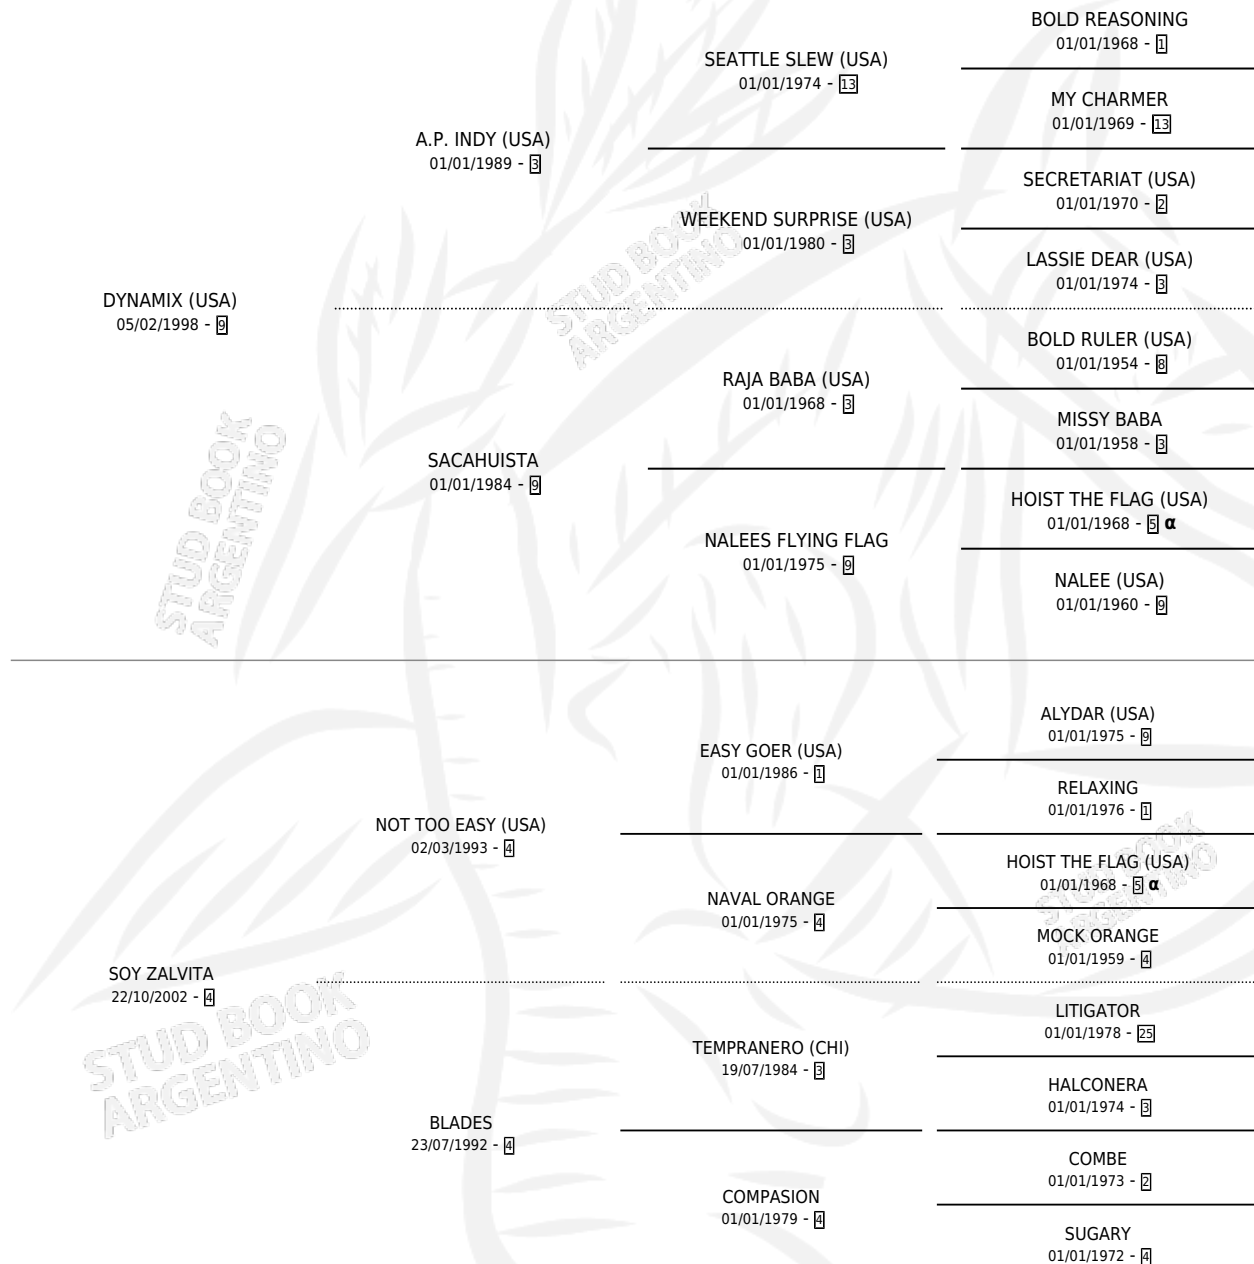 BOLD REASONING
01/01/1968 - 1
SEATTLE SLEW (USA)
01/01/1974 - 13
MY CHARMER
01/01/1969 - 13
A.P. INDY (USA)
01/01/1989 - 3
SECRETARIAT (USA)
01/01/1970 - 2
WEEKEND SURPRISE (USA)
01/01/1980 - 3
LASSIE DEAR (USA)
01/01/1974 - 3
DYNAMIX (USA)
05/02/1998 - 9
BOLD RULER (USA)
01/01/1954 - 8
RAJA BABA (USA)
01/01/1968 - 3
MISSY BABA
01/01/1958 - 3
SACAHUISTA
01/01/1984 - 9
HOIST THE FLAG (USA)
01/01/1968 - 5 α
NALEES FLYING FLAG
01/01/1975 - 9
NALEE (USA)
01/01/1960 - 9
ALYDAR (USA)
01/01/1975 - 9
EASY GOER (USA)
01/01/1986 - 1
RELAXING
01/01/1976 - 1
NOT TOO EASY (USA)
02/03/1993 - 4
HOIST THE FLAG (USA)
01/01/1968 - 5 α
NAVAL ORANGE
01/01/1975 - 4
MOCK ORANGE
01/01/1959 - 4
SOY ZALVITA
22/10/2002 - 4
LITIGATOR
01/01/1978 - 25
TEMPRANERO (CHI)
19/07/1984 - 3
HALCONERA
01/01/1974 - 3
BLADES
23/07/1992 - 4
COMBE
01/01/1973 - 2
COMPASION
01/01/1979 - 4
SUGARY
01/01/1972 - 4
STUD BOOK
ARGENTINO
STUD BOOK
ARGENTINO
STUD BOOK
ARGENTINO
STUD BOOK
ARGENTINO